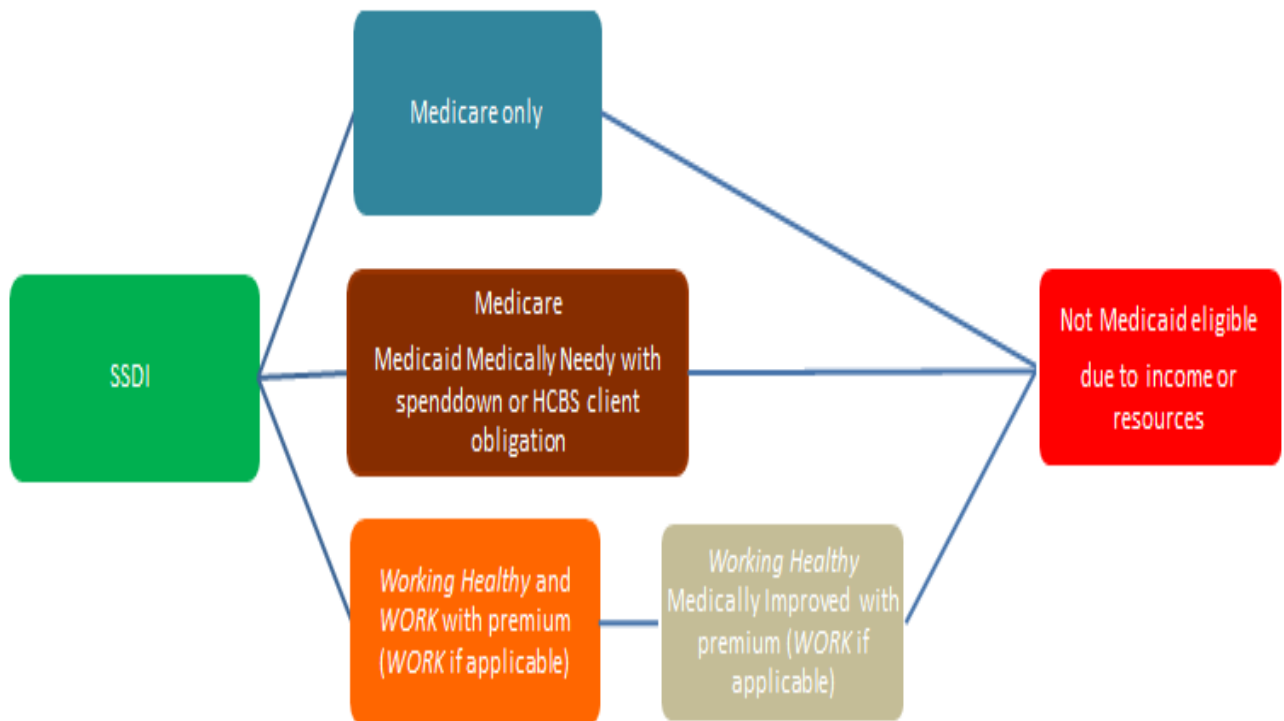 Medicare only
SSDI
Medicare
Medicaid Medically Needy with
spenddown or HCBS client
obligation
Working Healthy and
WORK with premium
(WORK if applicable)
Working Healthy
Medically Improved with
premium (WORK if
applicable)
Not Medicaid eligible
due to income or
resources